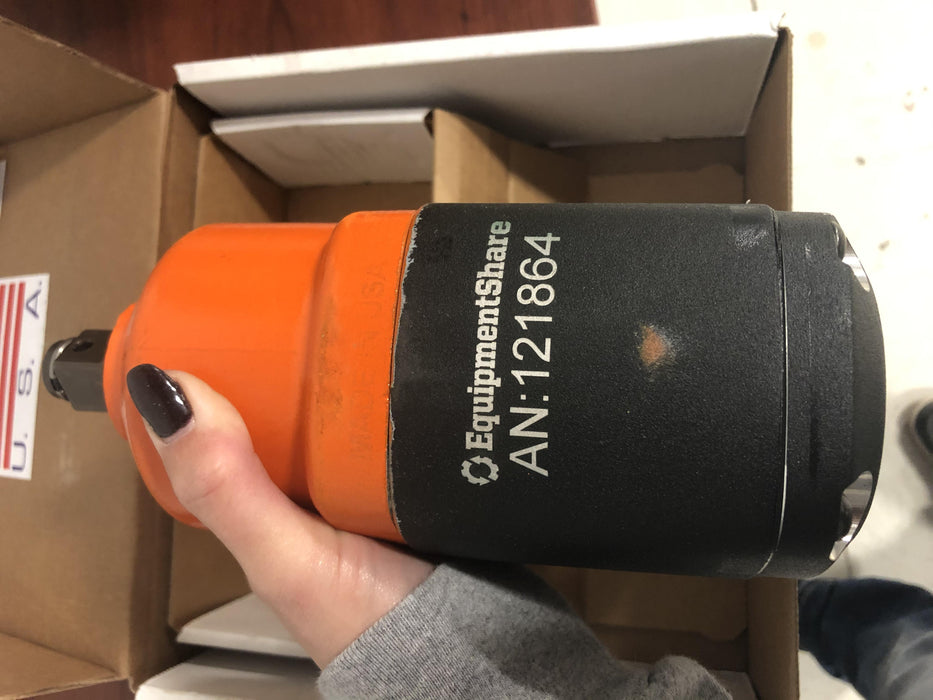 EquipmentShare
AN:121864
U. S. A.